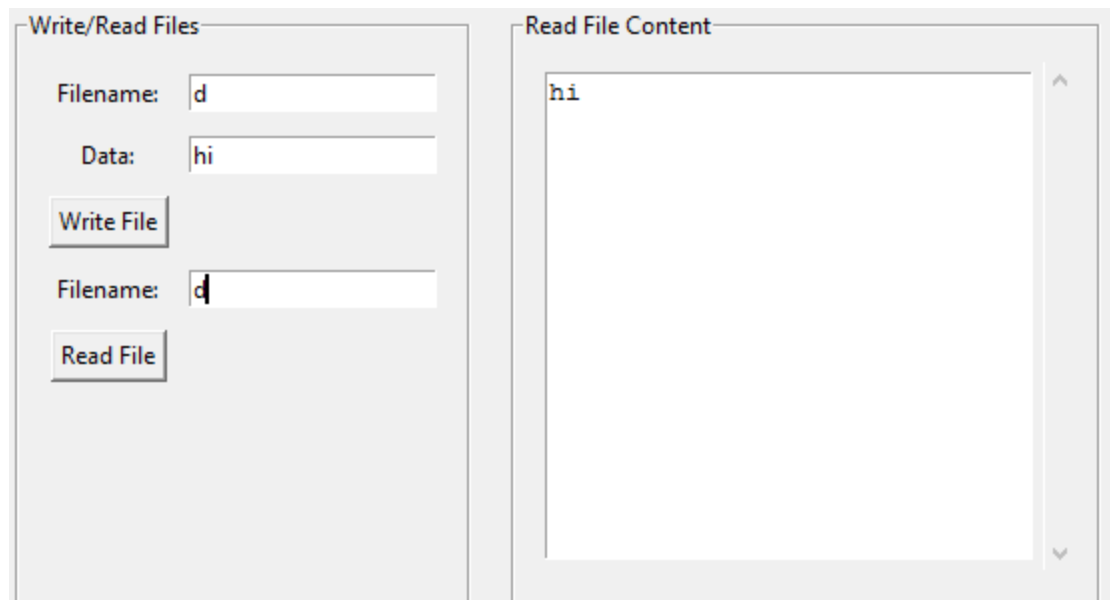 Write/Read Files
Filename: d
Data: hi
Write File
Filename: d
Read File
Read File Content
hi